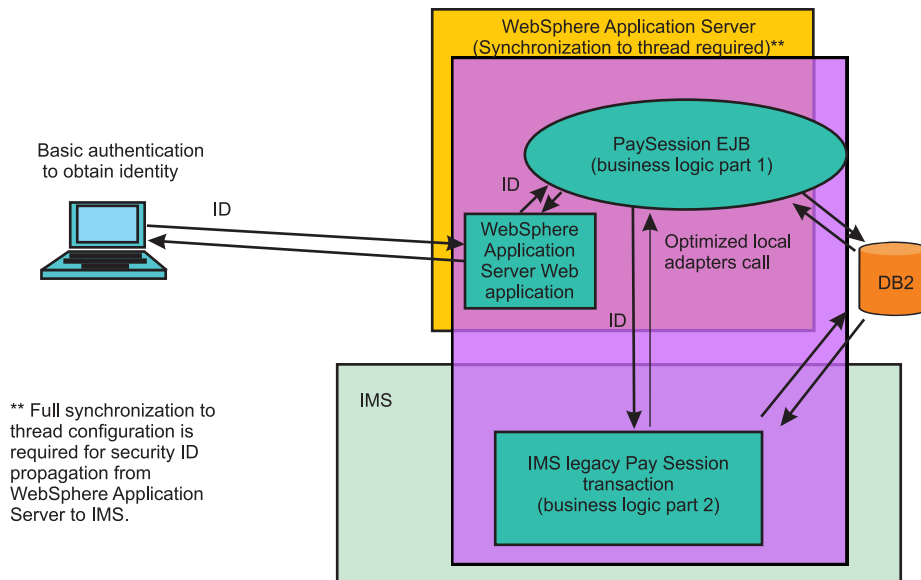 WebSphere Application Server
(Synchronization to thread required)**
Basic authentication
to obtain identity
ID
PaySession EJB
(business logic part 1)
ID
WebSphere
Application
Server Web
application
Optimized local
adapters call
DB2
ID
IMS
** Full synchronization to
thread configuration is
required for security ID
propagation from
WebSphere Application
Server to IMS.
IMS legacy Pay Session
transaction
(business logic part 2)